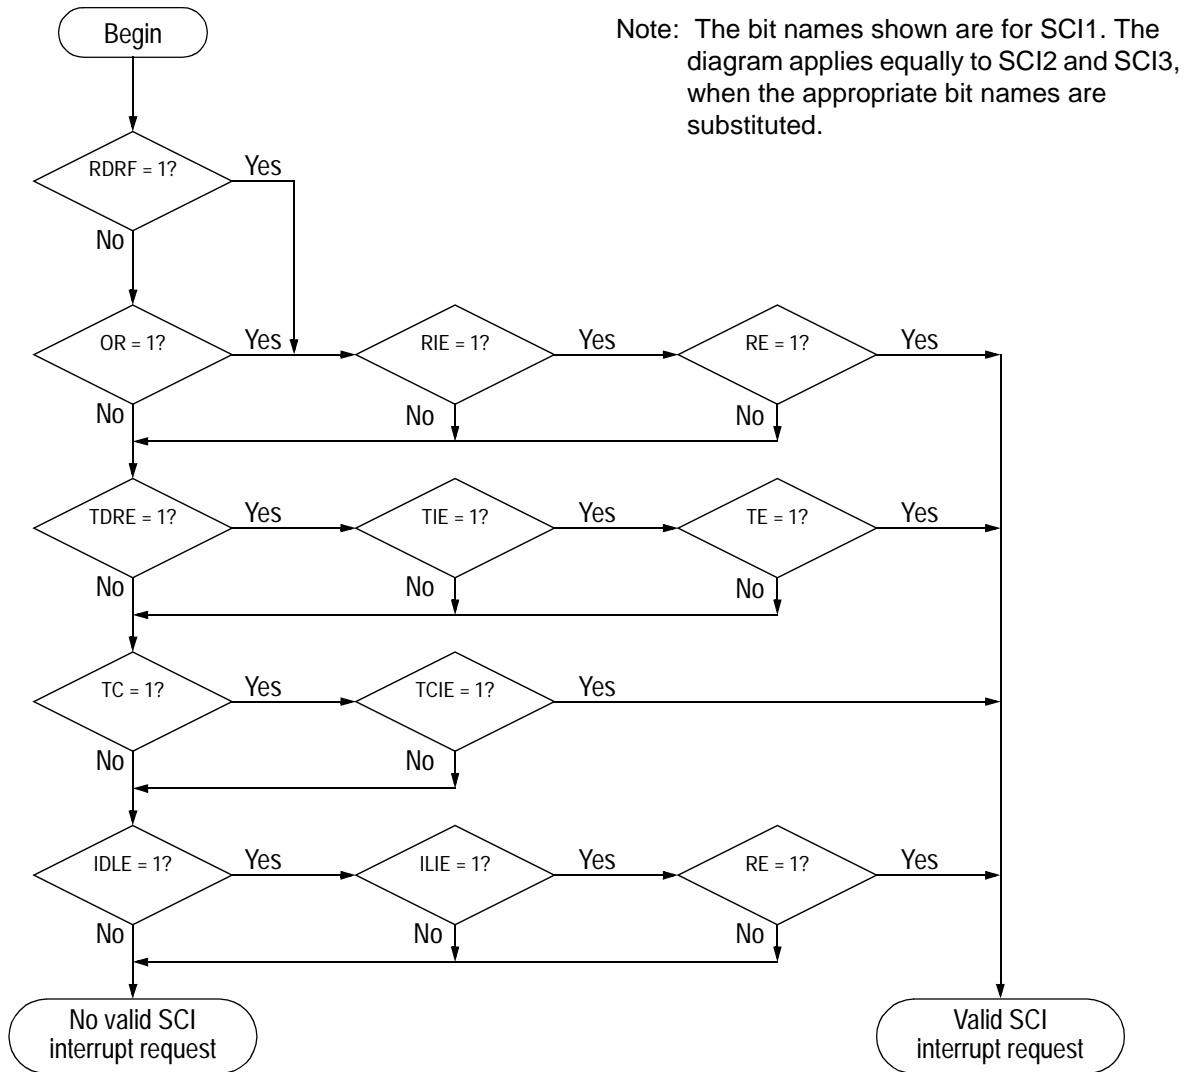 Begin
Note: The bit names shown are for SCI1. The
diagram applies equally to SCI2 and SCI3,
when the appropriate bit names are
substituted.
RDRF = 1?
Yes
No
OR = 1?
Yes
RIE = 1?
Yes
RE = 1?
Yes
No
No
No
TDRE = 1?
Yes
TIE = 1?
Yes
TE = 1?
Yes
No
No
No
TC = 1?
Yes
TCIE = 1?
Yes
No
No
IDLE = 1?
Yes
ILIE = 1?
Yes
RE = 1?
Yes
No
No
No
No valid SCI
interrupt request
Valid SCI
interrupt request